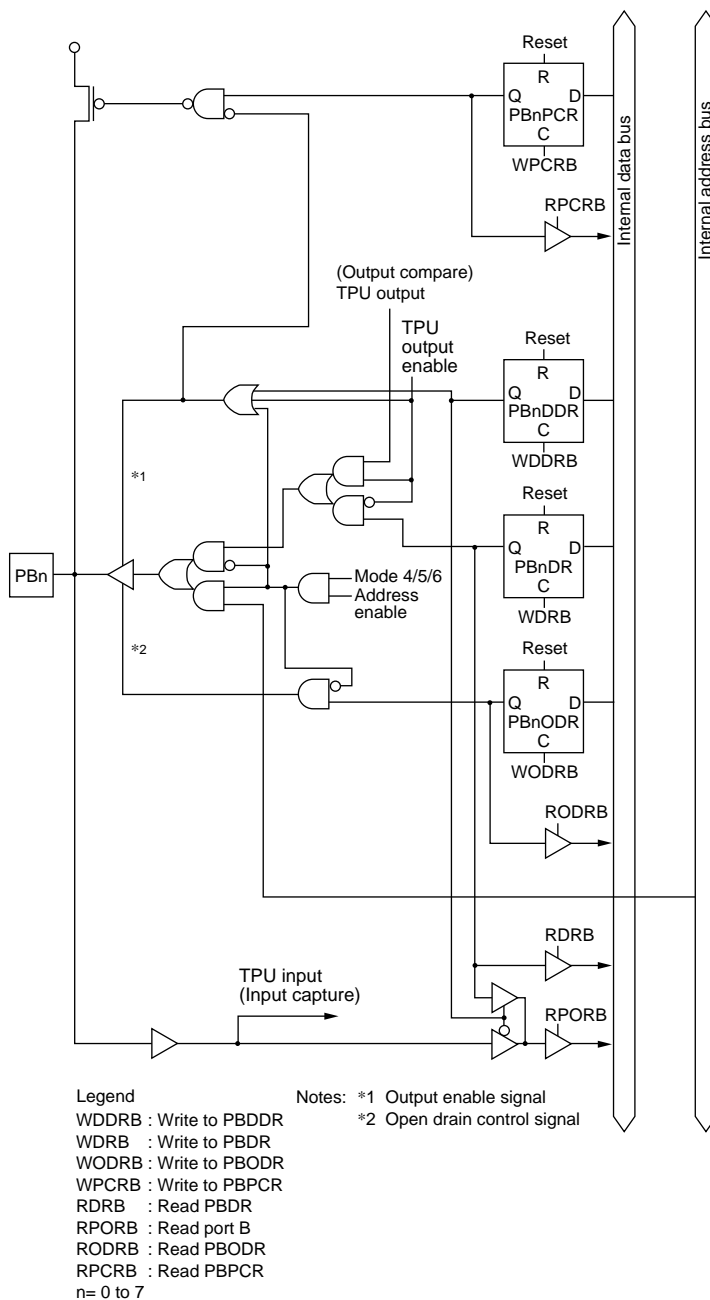 Reset
R
Q D
PBnPCR
C
WPCRB
RPCRB
Internal data bus
Internal address bus
(Output compare)
TPU output
TPU
output
enable
Reset
R
Q D
PBnDDR
C
WDDRB
*1
Reset
R
Q D
PBnDR
C
WDRB
PBn
Mode 4/5/6
Address
enable
*2
Reset
R
Q D
PBnODR
C
WODRB
RODRB
RDRB
TPU input
(Input capture)
RPORB
Legend
WDDRB : Write to PBDDR
WDRB : Write to PBDR
WODRB : Write to PBODR
WPCRB : Write to PBPCR
RDRB : Read PBDR
RPORB : Read port B
RODRB : Read PBODR
RPCRB : Read PBPCR
n= 0 to 7
Notes: *1 Output enable signal
*2 Open drain control signal